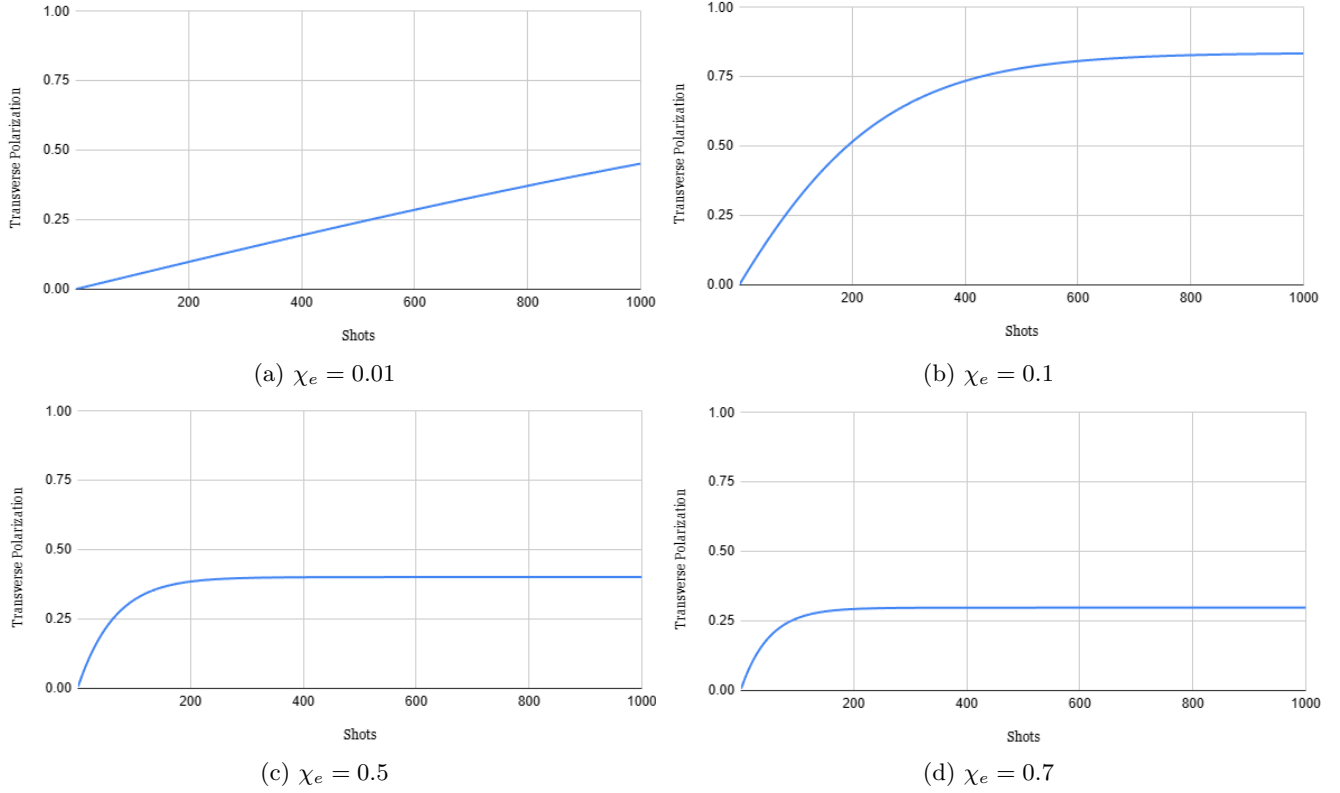 1.00
0.75
0.50
0.25
0.00
Transverse Polarization
200 400 600 800 1000
Shots
(a) χₑ = 0.01
1.00
0.75
0.50
0.25
0.00
Transverse Polarization
200 400 600 800 1000
Shots
(b) χₑ = 0.1
1.00
0.75
0.50
0.25
0.00
Transverse Polarization
200 400 600 800 1000
Shots
(c) χₑ = 0.5
1.00
0.75
0.50
0.25
0.00
Transverse Polarization
200 400 600 800 1000
Shots
(d) χₑ = 0.7